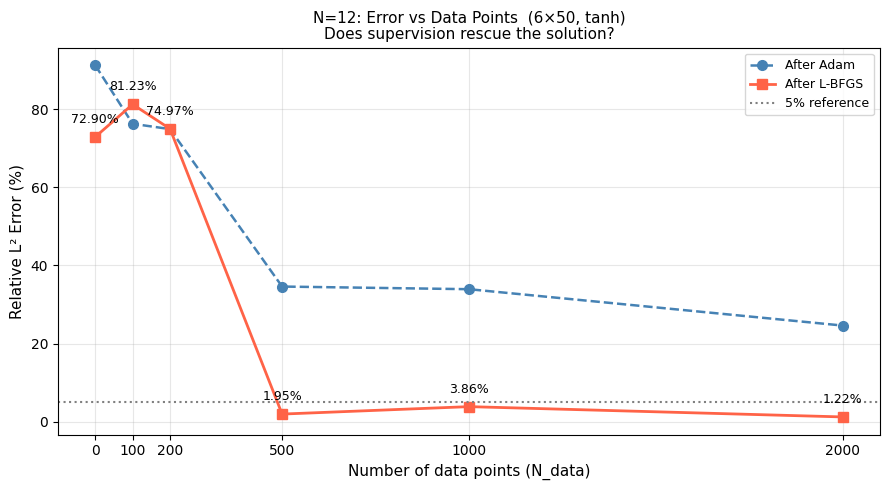 N=12: Error vs Data Points  (6×50, tanh)
Does supervision rescue the solution?
After Adam
After L-BFGS
5% reference
Relative L² Error (%)
80
60
40
20
0
72.90%
81.23%
74.97%
1.95%
3.86%
1.22%
0
100
200
500
1000
2000
Number of data points (N_data)